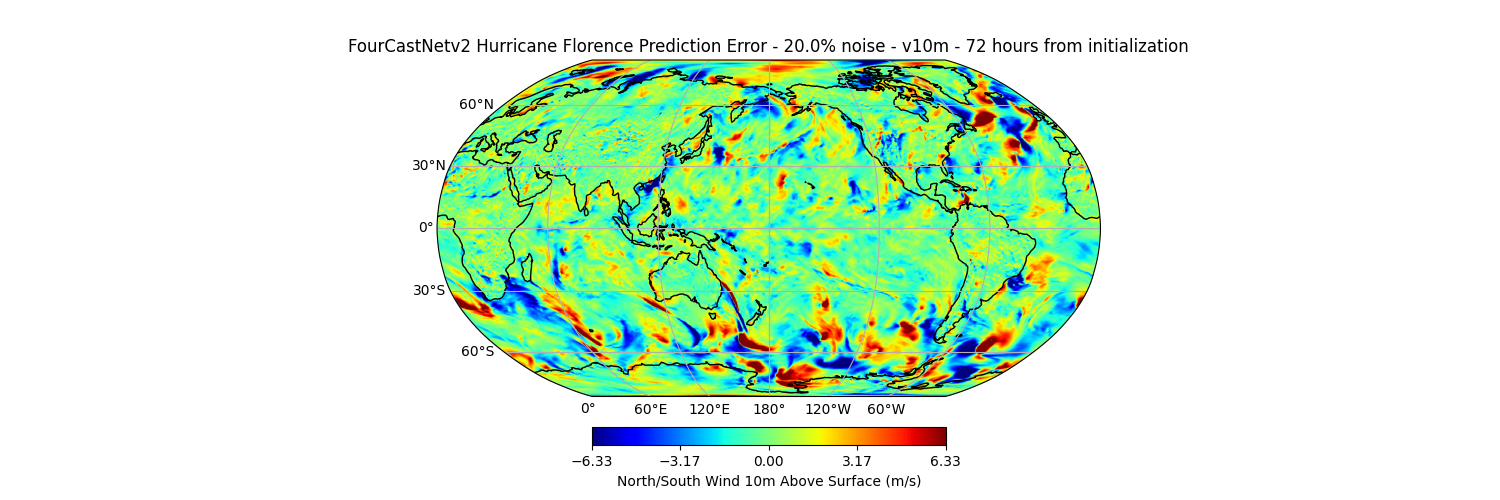 FourCastNetv2 Hurricane Florence Prediction Error - 20.0% noise - v10m - 72 hours from initialization
60°N
30°N
0°
30°S
60°S
0° 60°E 120°E 180° 120°W 60°W
−6.33 −3.17 0.00 3.17 6.33
North/South Wind 10m Above Surface (m/s)